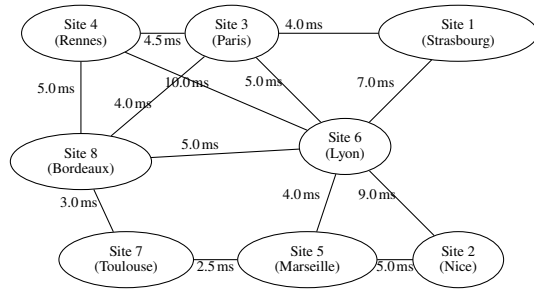 Site 4
(Rennes)
Site 3
(Paris)
Site 1
(Strasbourg)
4.5 ms
4.0 ms
5.0 ms
4.0 ms
10.0 ms
5.0 ms
7.0 ms
Site 8
(Bordeaux)
5.0 ms
Site 6
(Lyon)
3.0 ms
4.0 ms
9.0 ms
Site 7
(Toulouse)
2.5 ms
Site 5
(Marseille)
5.0 ms
Site 2
(Nice)